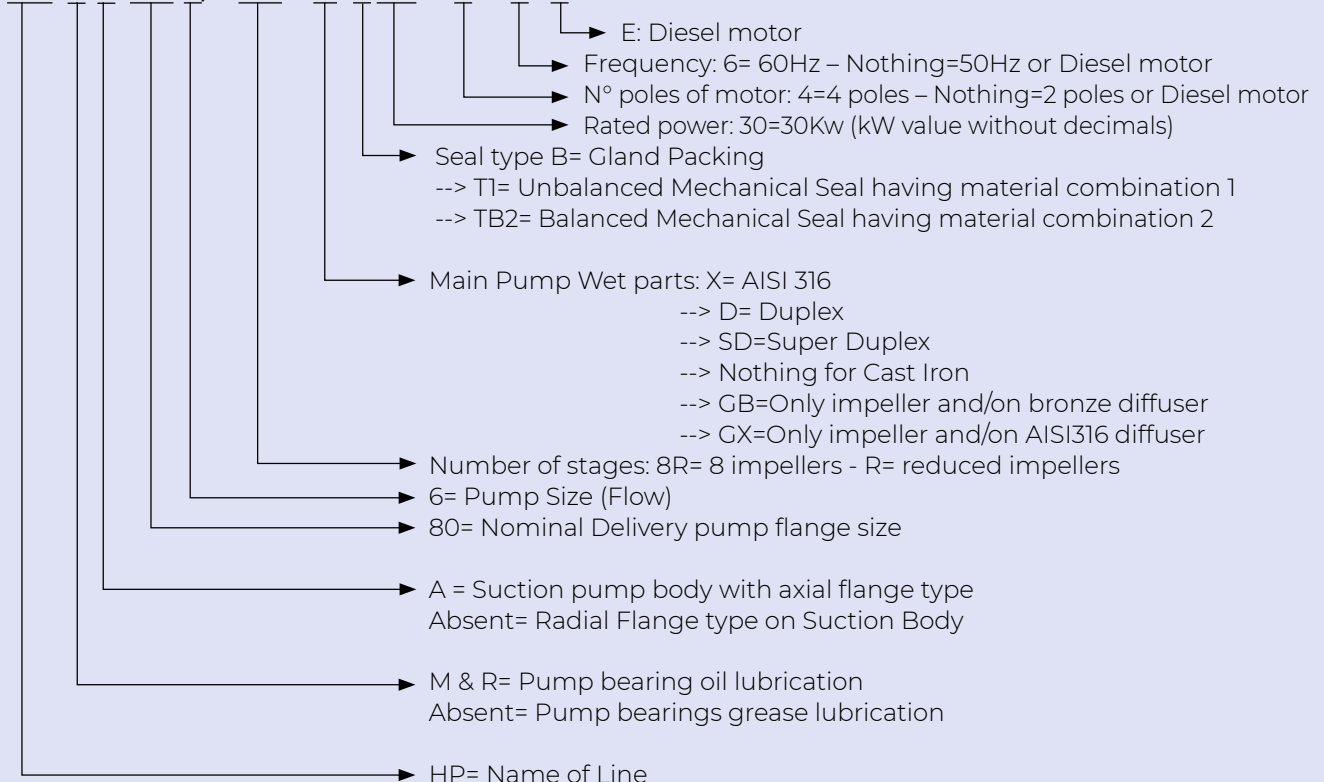 E: Diesel motor
Frequency: 6= 60Hz – Nothing=50Hz or Diesel motor
N° poles of motor: 4=4 poles – Nothing=2 poles or Diesel motor
Rated power: 30=30Kw (kW value without decimals)
Seal type B= Gland Packing
--> T1= Unbalanced Mechanical Seal having material combination 1
--> TB2= Balanced Mechanical Seal having material combination 2
Main Pump Wet parts: X= AISI 316
--> D= Duplex
--> SD=Super Duplex
--> Nothing for Cast Iron
--> GB=Only impeller and/on bronze diffuser
--> GX=Only impeller and/on AISI316 diffuser
Number of stages: 8R= 8 impellers - R= reduced impellers
6= Pump Size (Flow)
80= Nominal Delivery pump flange size
A = Suction pump body with axial flange type
Absent= Radial Flange type on Suction Body
M & R= Pump bearing oil lubrication
Absent= Pump bearings grease lubrication
HP= Name of Line